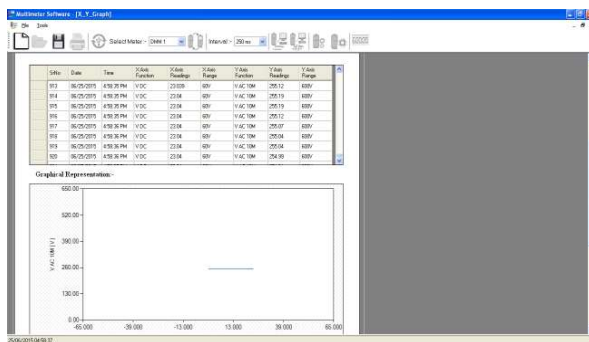 Multimeter Software - [X_Y_Graph]
File Tools
Select Meter:- DMM 1 Interval:- 250 ms
SrNo Date Time X Axis Function X Axis Readings X Axis Range Y Axis Function Y Axis Readings Y Axis Range
913 06/25/2015 4:58:35 PM V DC 23.039 60V V AC 10M 255.12 600V
914 06/25/2015 4:58:35 PM V DC 23.04 60V V AC 10M 255.19 600V
915 06/25/2015 4:58:35 PM V DC 23.04 60V V AC 10M 255.19 600V
916 06/25/2015 4:58:35 PM V DC 23.04 60V V AC 10M 255.12 600V
917 06/25/2015 4:58:35 PM V DC 23.04 60V V AC 10M 255.07 600V
918 06/25/2015 4:58:36 PM V DC 23.04 60V V AC 10M 255.04 600V
919 06/25/2015 4:58:36 PM V DC 23.04 60V V AC 10M 255.04 600V
920 06/25/2015 4:58:36 PM V DC 23.04 60V V AC 10M 254.99 600V
Graphical Representation:-
650.00
520.00
390.00
V AC 10M [ V ]
260.00
130.00
0.00
-65.000 -39.000 -13.000 13.000 39.000 65.000
25/06/2015 04:58:37